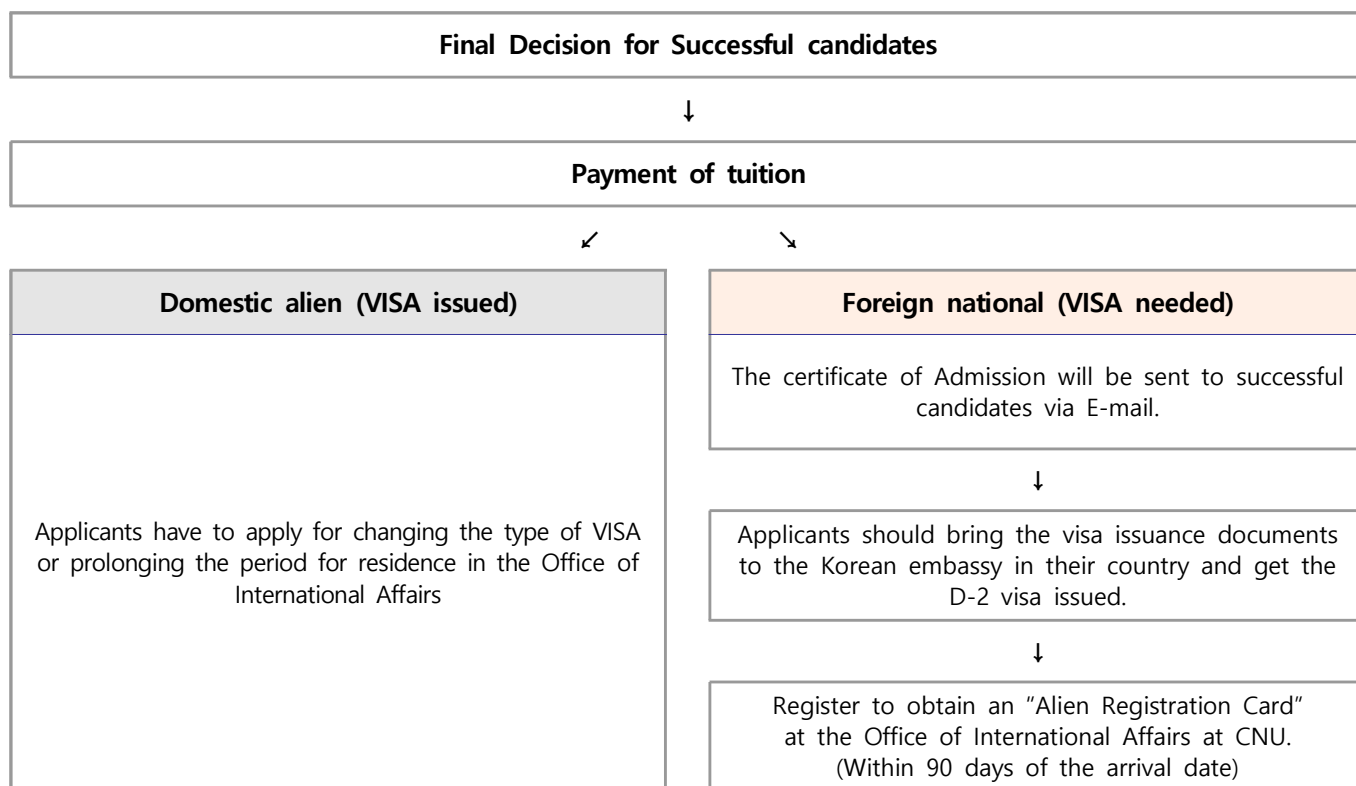 Final Decision for Successful candidates
↓
Payment of tuition
↙ ↘
Domestic alien (VISA issued)
Applicants have to apply for changing the type of VISA
or prolonging the period for residence in the Office of
International Affairs
Foreign national (VISA needed)
The certificate of Admission will be sent to successful
candidates via E-mail.
↓
Applicants should bring the visa issuance documents
to the Korean embassy in their country and get the
D-2 visa issued.
↓
Register to obtain an “Alien Registration Card”
at the Office of International Affairs at CNU.
(Within 90 days of the arrival date)